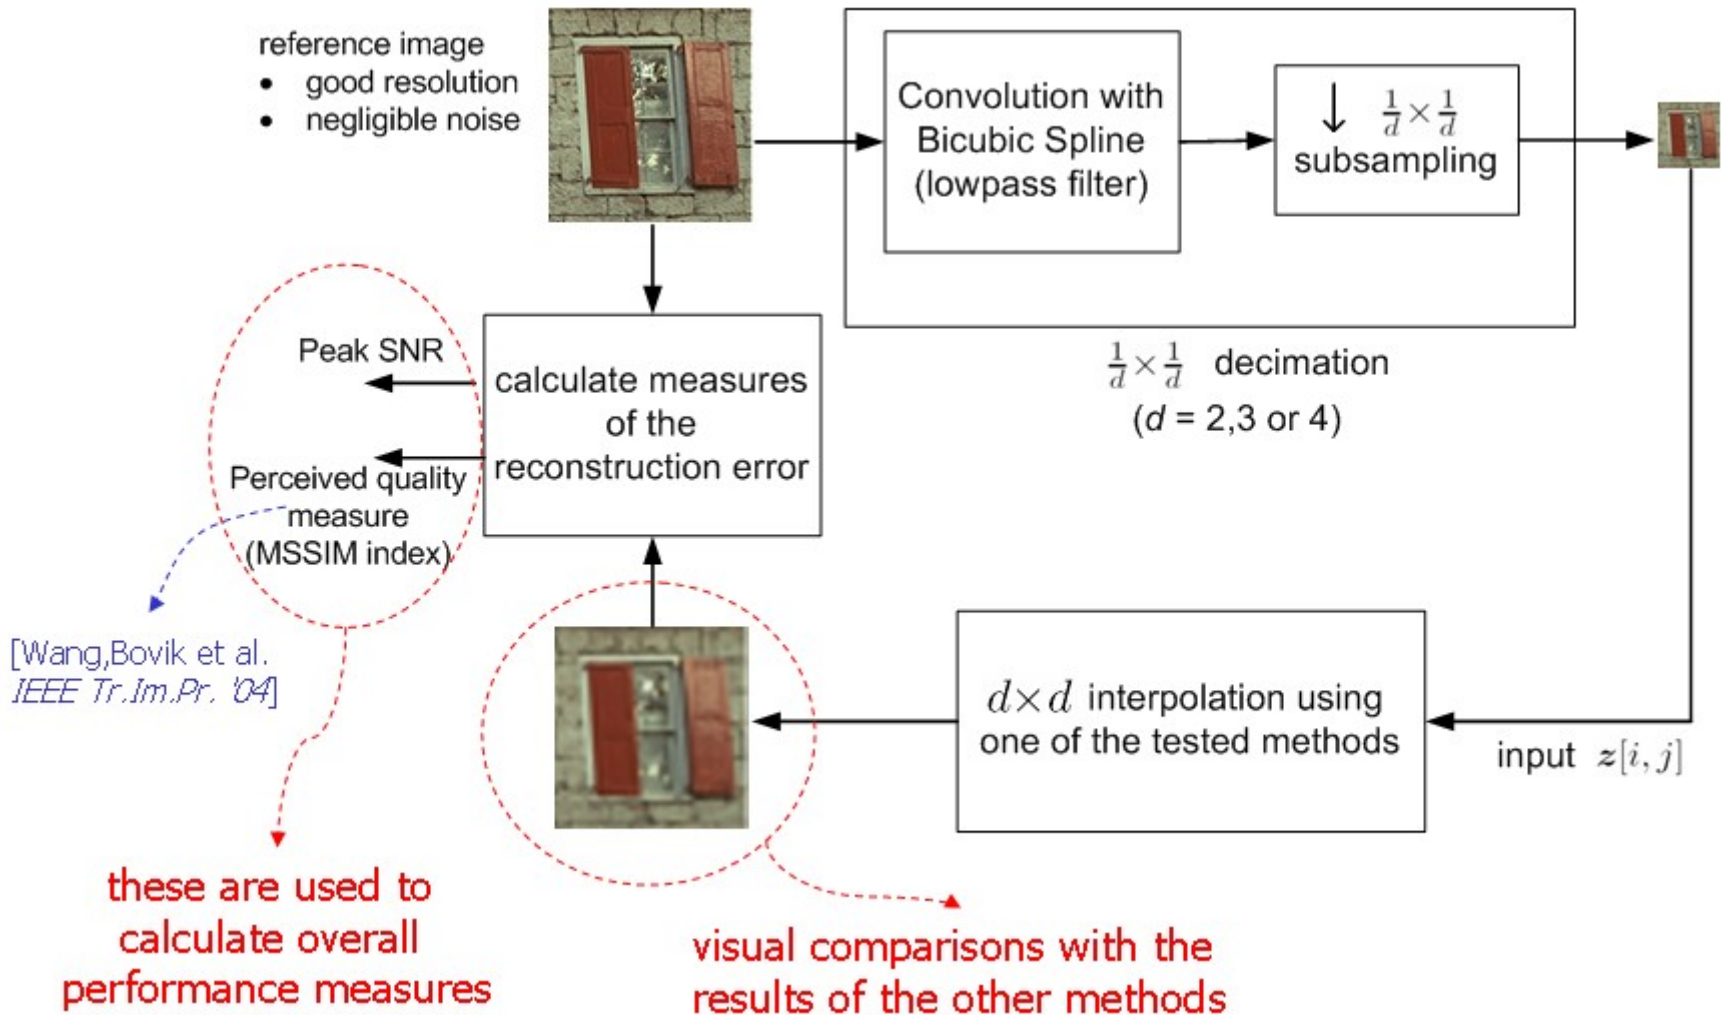 reference image
• good resolution
• negligible noise
Convolution with
Bicubic Spline
(lowpass filter)
↓ 1/d × 1/d
subsampling
1/d × 1/d decimation
(d = 2,3 or 4)
Peak SNR
Perceived quality
measure
(MSSIM index)
calculate measures
of the
reconstruction error
[Wang,Bovik et al.
IEEE Tr.Im.Pr. '04]
d×d interpolation using
one of the tested methods
input z[i, j]
these are used to
calculate overall
performance measures
visual comparisons with the
results of the other methods